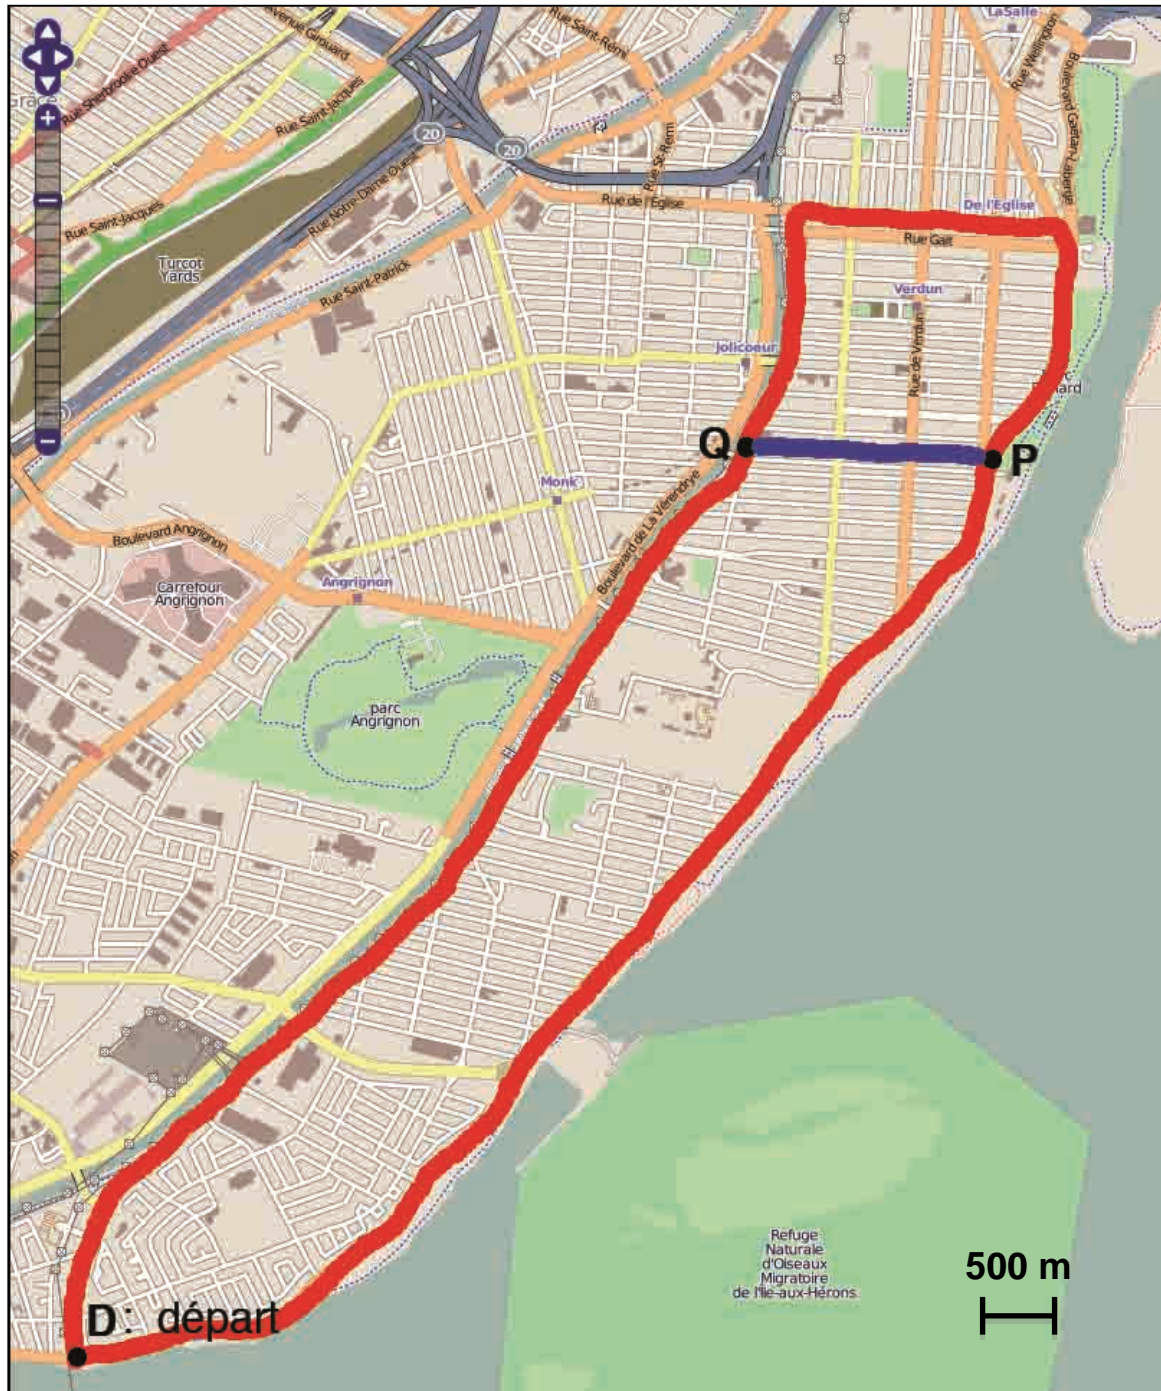 Avenue Girouard
Rue Saint-Rémi
LaSalle
Rue Wellington
Boulevard Gaétan-Laberge
Rue Sherbrooke Ouest
Grace
Rue Saint-Jacques
20
20
Rue St-Rémi
Rue Notre-Dame Ouest
Rue de l'Église
De l'Église
Rue Galt
Rue Saint-Jacques
Turcot
Yards
Rue Saint-Patrick
Verdun
Jolicoeur
Rue de Verdun
Q
P
Monk
Boulevard de La Vérendrye
Boulevard Angrignon
Carrefour
Angrignon
Angrignon
parc
Angrignon
Refuge
Naturale
d'Oiseaux
Migratoire
de l'Île-aux-Hérons
500 m
D: départ